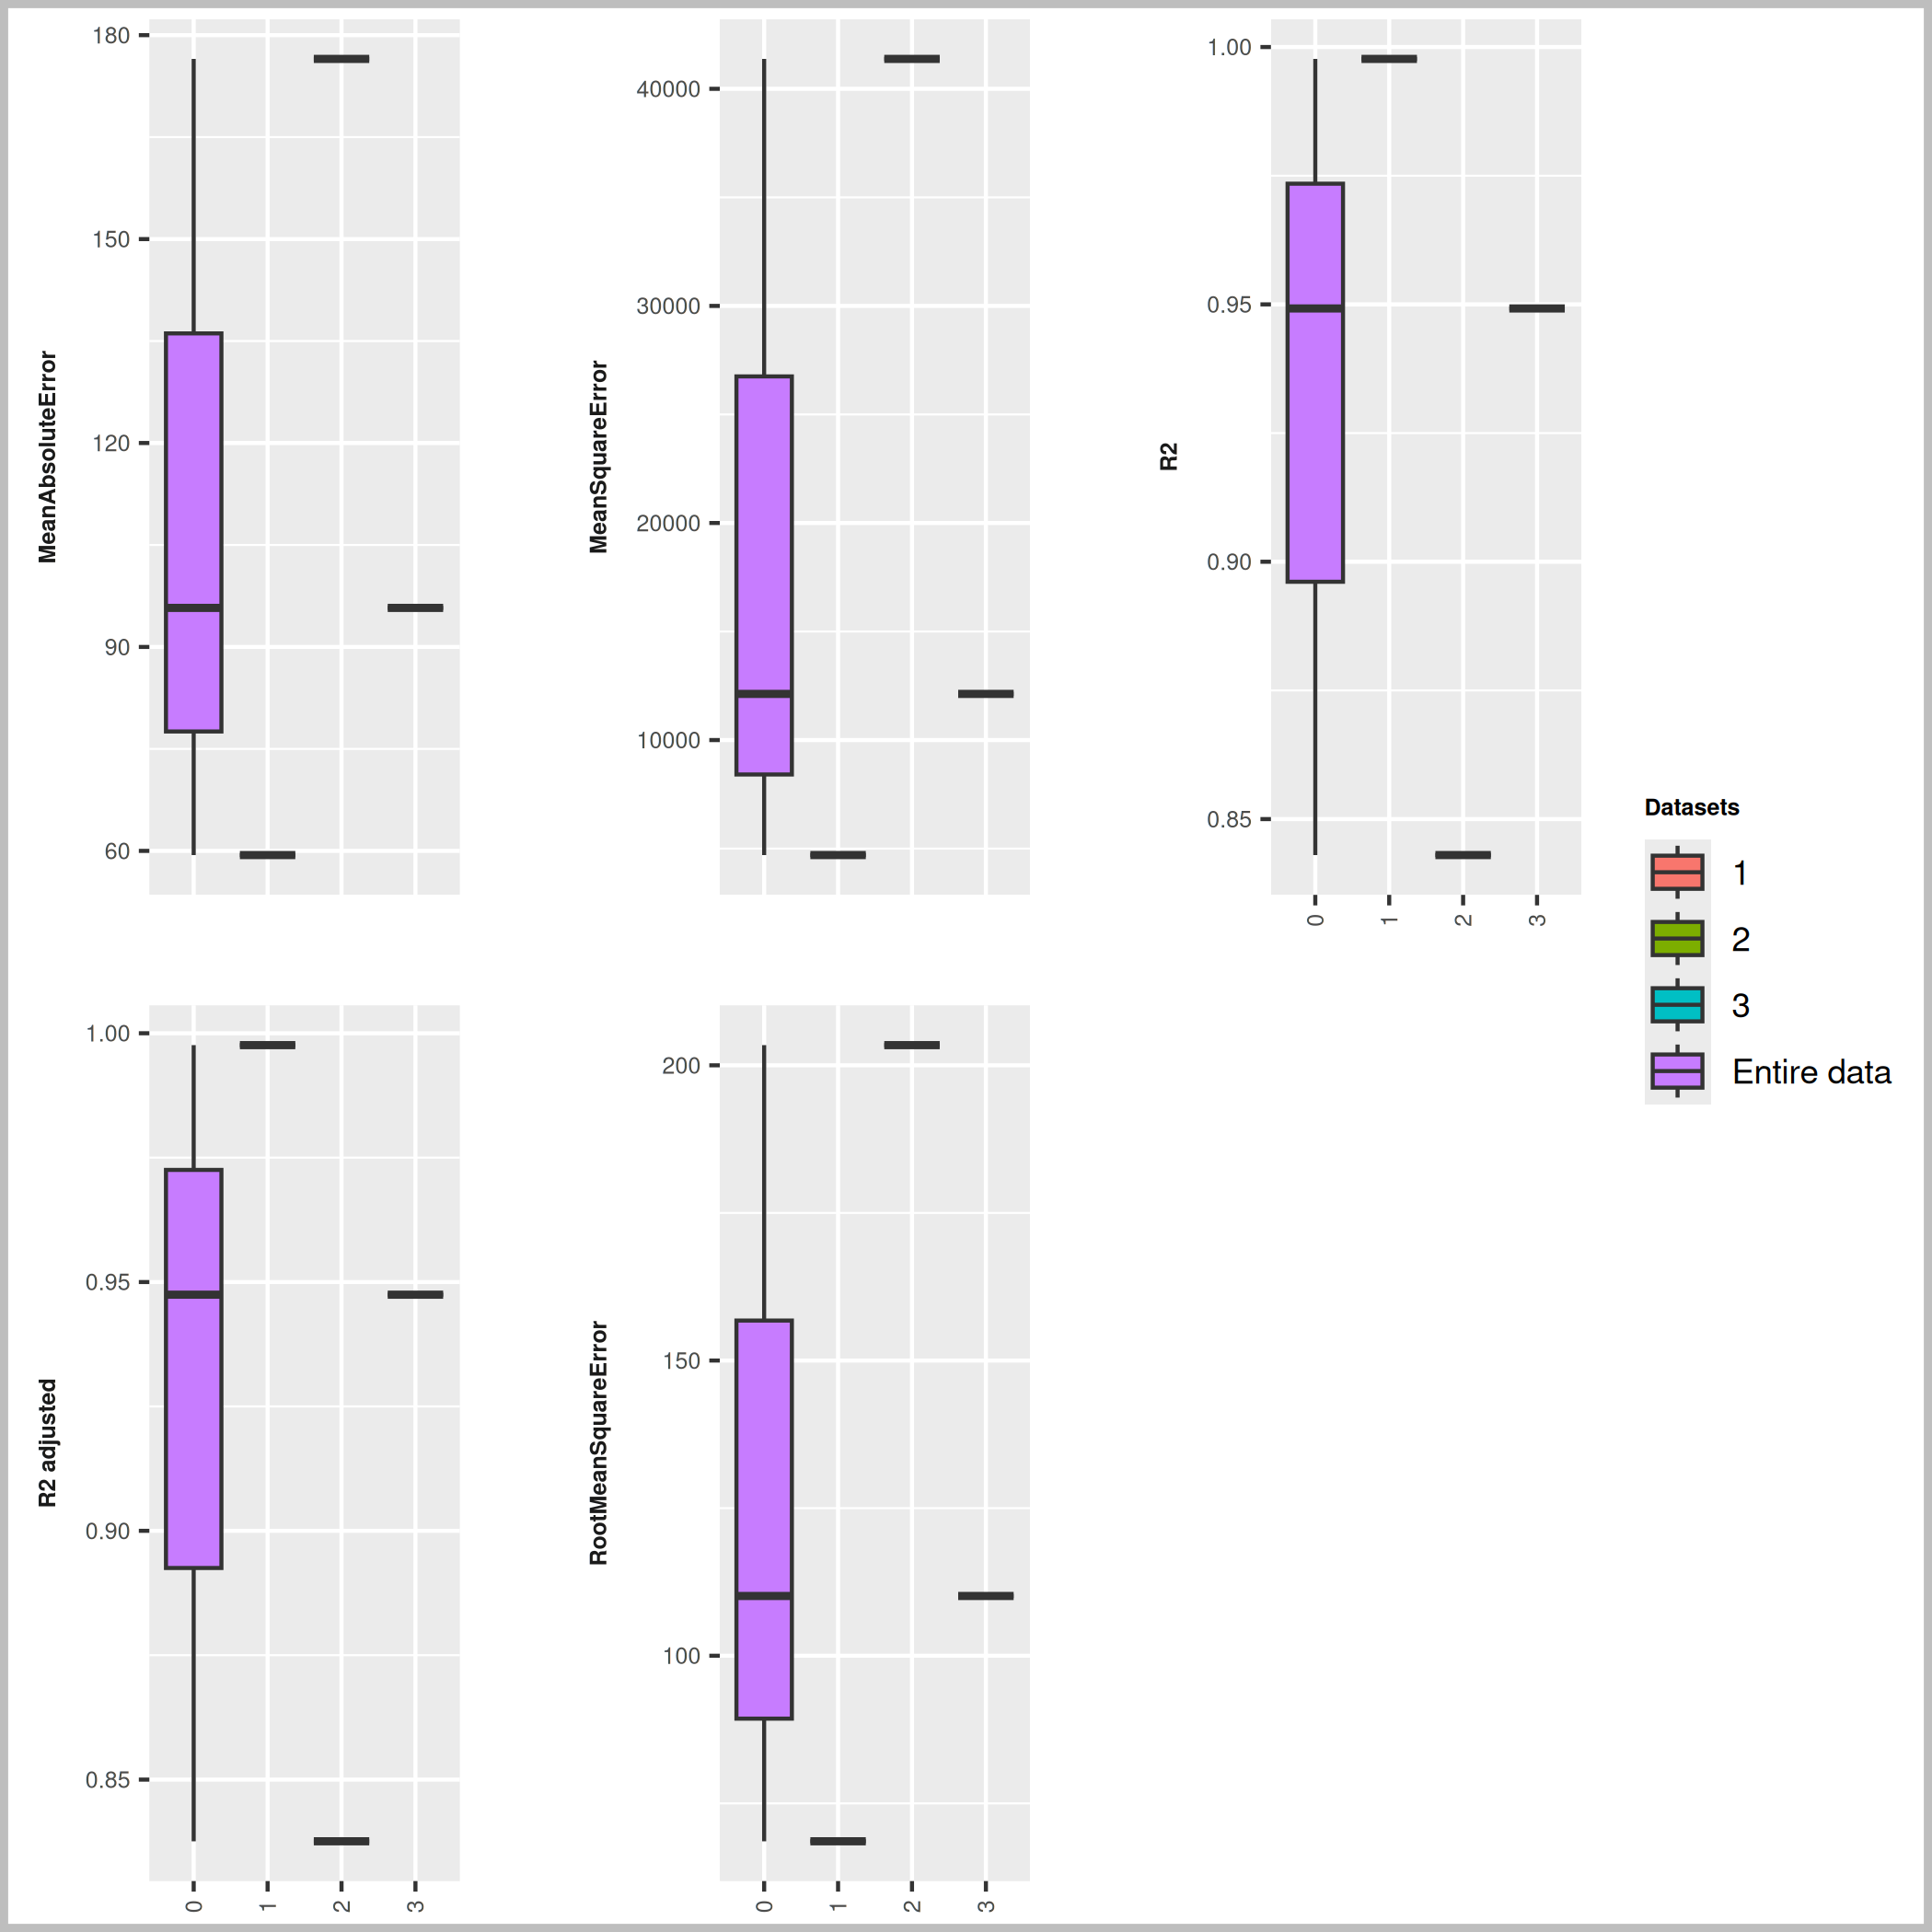 MeanAbsoluteError
180
150
120
90
60
MeanSquareError
40000
30000
20000
10000
R2
1.00
0.95
0.90
0.85
0 1 2 3
R2 adjusted
1.00
0.95
0.90
0.85
0 1 2 3
RootMeanSquareError
200
150
100
0 1 2 3
Datasets
1
2
3
Entire data